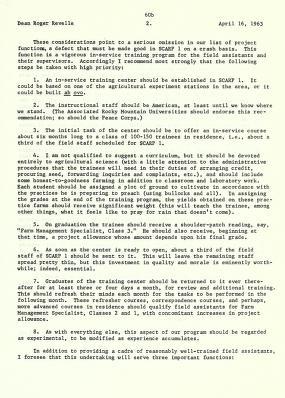 60b
Dean Roger Revelle
2.
April 16, 1963
These considerations point to a serious omission in our list of project
functions, a defect that must be made good in SCARF 1 on a crash basis. This
function is a vigorous in-service training program for the field assistants and
their supervisors. Accordingly I recommend most strongly that the following
steps be taken with high priority:
1. An in-service training center should be established in SCARF 1. It
could be based on one of the agricultural experiment stations in the area, or it
could be built ab ovo.
2. The instructional staff should be American, at least until we know where
we stand. (The Associated Rocky Mountain Universities should endorse this rec-
ommendation; so should the Peace Corps.)
3. The initial task of the center should be to offer an in-service course
about six months long to a class of 100-150 trainees in residence, i.e., about a
third of the field staff scheduled for SCARF 1.
4. I am not qualified to suggest a curriculum, but it should be devoted
entirely to agricultural science (with a little attention to the administrative
procedures that the trainees will need in their duties of arranging credit,
procuring seed, forwarding inquiries and complaints, etc.), and should include
some honest-to-goodness farming in addition to classroom and laboratory work.
Each student should be assigned a plot of ground to cultivate in accordance with
the practices he is preparing to preach (using bullocks and all). In assigning
the grades at the end of the training program, the yields obtained on these prac-
tice farms should receive significant weight (this will teach the trainee, among
other things, what it feels like to pray for rain that doesn't come).
5. On graduation the trainee should receive a shoulder-patch reading, say,
"Farm Management Specialist, Class 3." He should also receive, beginning at
that time, a project allowance whose amount depends upon his final grade.
6. As soon as the center is ready to open, about a third of the field
staff of SCARF 1 should be sent to it. This will leave the remaining staff
spread pretty thin, but this investment in quality and morale is eminently worth-
while; indeed, essential.
7. Graduates of the training center should be returned to it ever there-
after for at least three or four days a month, for review and additional training.
This should refresh their minds each month for the tasks to be performed in the
following month. These refresher courses, correspondence courses, and perhaps,
more advanced courses in residence should qualify field assistants for Farm
Management Specialist, Classes 2 and 1, with concomitant increases in project
allowance.
8. As with everything else, this aspect of our program should be regarded
as experimental, to be modified as experience accumulates.
In addition to providing a cadre of reasonably well-trained field assistants,
I foresee that this undertaking will serve three important functions: